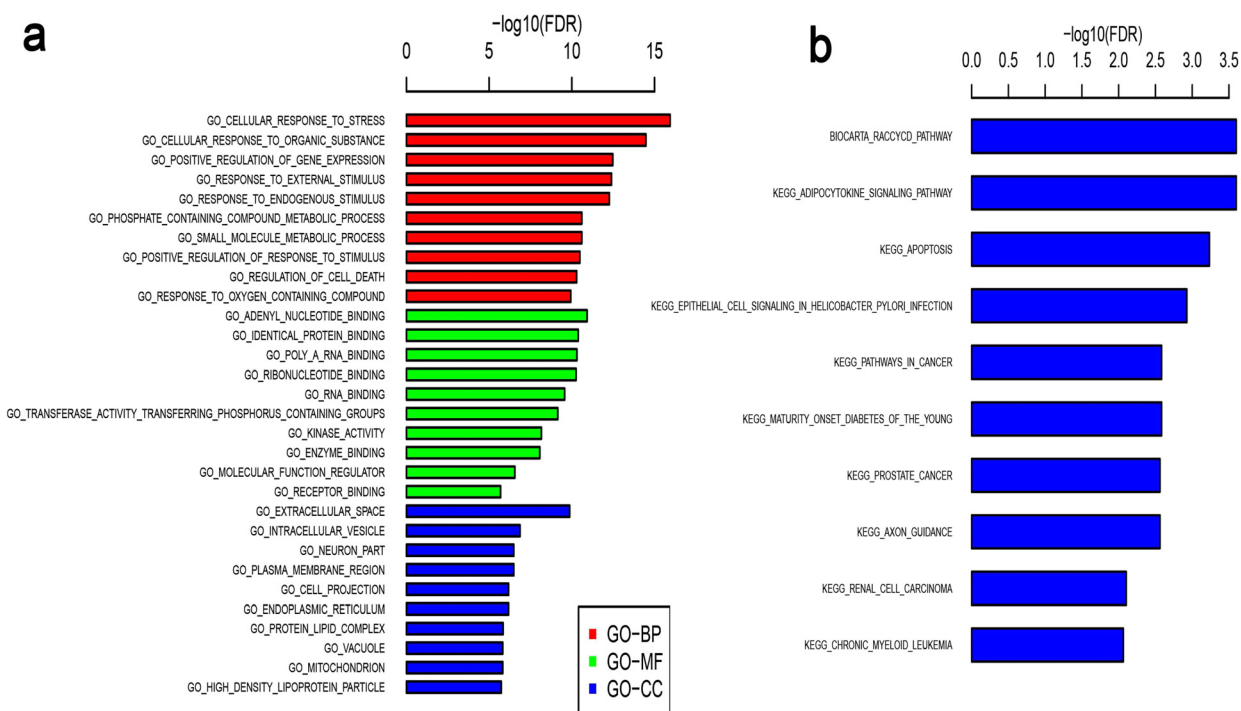 a
−log10(FDR)
0 5 10 15
GO_CELLULAR_RESPONSE_TO_STRESS
GO_CELLULAR_RESPONSE_TO_ORGANIC_SUBSTANCE
GO_POSITIVE_REGULATION_OF_GENE_EXPRESSION
GO_RESPONSE_TO_EXTERNAL_STIMULUS
GO_RESPONSE_TO_ENDOGENOUS_STIMULUS
GO_PHOSPHATE_CONTAINING_COMPOUND_METABOLIC_PROCESS
GO_SMALL_MOLECULE_METABOLIC_PROCESS
GO_POSITIVE_REGULATION_OF_RESPONSE_TO_STIMULUS
GO_REGULATION_OF_CELL_DEATH
GO_RESPONSE_TO_OXYGEN_CONTAINING_COMPOUND
GO_ADENYL_NUCLEOTIDE_BINDING
GO_IDENTICAL_PROTEIN_BINDING
GO_POLY_A_RNA_BINDING
GO_RIBONUCLEOTIDE_BINDING
GO_RNA_BINDING
GO_TRANSFERASE_ACTIVITY_TRANSFERRING_PHOSPHORUS_CONTAINING_GROUPS
GO_KINASE_ACTIVITY
GO_ENZYME_BINDING
GO_MOLECULAR_FUNCTION_REGULATOR
GO_RECEPTOR_BINDING
GO_EXTRACELLULAR_SPACE
GO_INTRACELLULAR_VESICLE
GO_NEURON_PART
GO_PLASMA_MEMBRANE_REGION
GO_CELL_PROJECTION
GO_ENDOPLASMIC_RETICULUM
GO_PROTEIN_LIPID_COMPLEX
GO_VACUOLE
GO_MITOCHONDRION
GO_HIGH_DENSITY_LIPOPROTEIN_PARTICLE
GO−BP
GO−MF
GO−CC
b
−log10(FDR)
0.0 0.5 1.0 1.5 2.0 2.5 3.0 3.5
BIOCARTA_RACCYCD_PATHWAY
KEGG_ADIPOCYTOKINE_SIGNALING_PATHWAY
KEGG_APOPTOSIS
KEGG_EPITHELIAL_CELL_SIGNALING_IN_HELICOBACTER_PYLORI_INFECTION
KEGG_PATHWAYS_IN_CANCER
KEGG_MATURITY_ONSET_DIABETES_OF_THE_YOUNG
KEGG_PROSTATE_CANCER
KEGG_AXON_GUIDANCE
KEGG_RENAL_CELL_CARCINOMA
KEGG_CHRONIC_MYELOID_LEUKEMIA